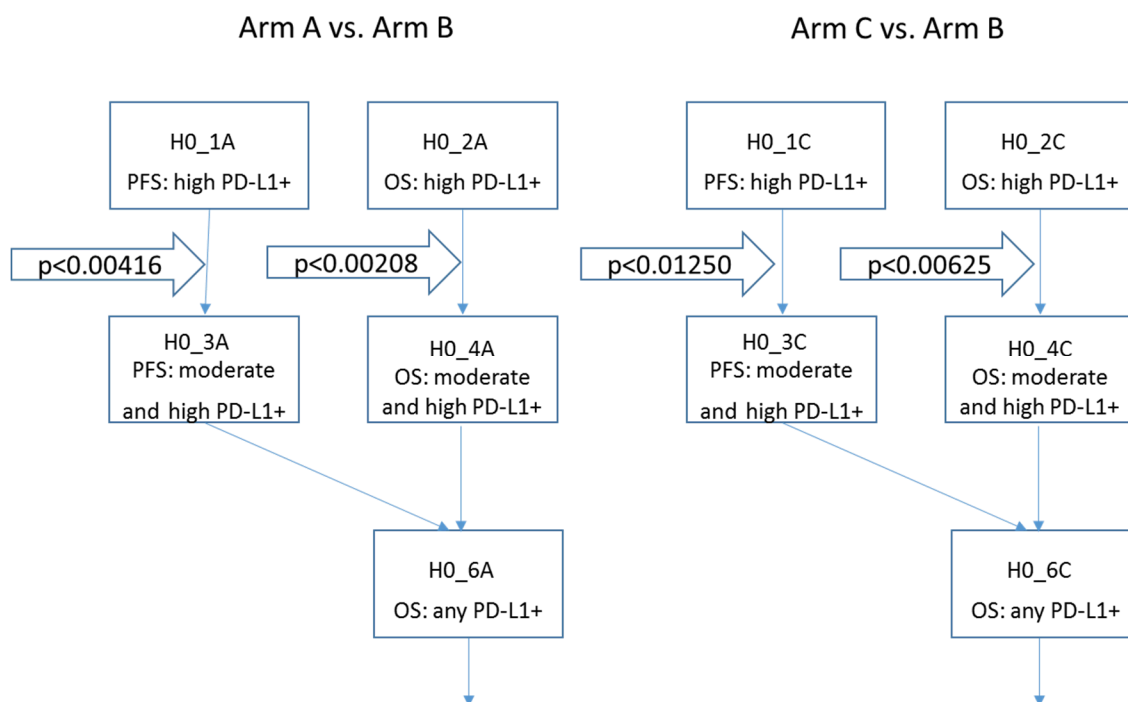 Arm A vs. Arm B
Arm C vs. Arm B
H0_1A
PFS: high PD-L1+
H0_2A
OS: high PD-L1+
H0_1C
PFS: high PD-L1+
H0_2C
OS: high PD-L1+
p<0.00416
p<0.00208
p<0.01250
p<0.00625
H0_3A
PFS: moderate
and high PD-L1+
H0_4A
OS: moderate
and high PD-L1+
H0_3C
PFS: moderate
and high PD-L1+
H0_4C
OS: moderate
and high PD-L1+
H0_6A
OS: any PD-L1+
H0_6C
OS: any PD-L1+